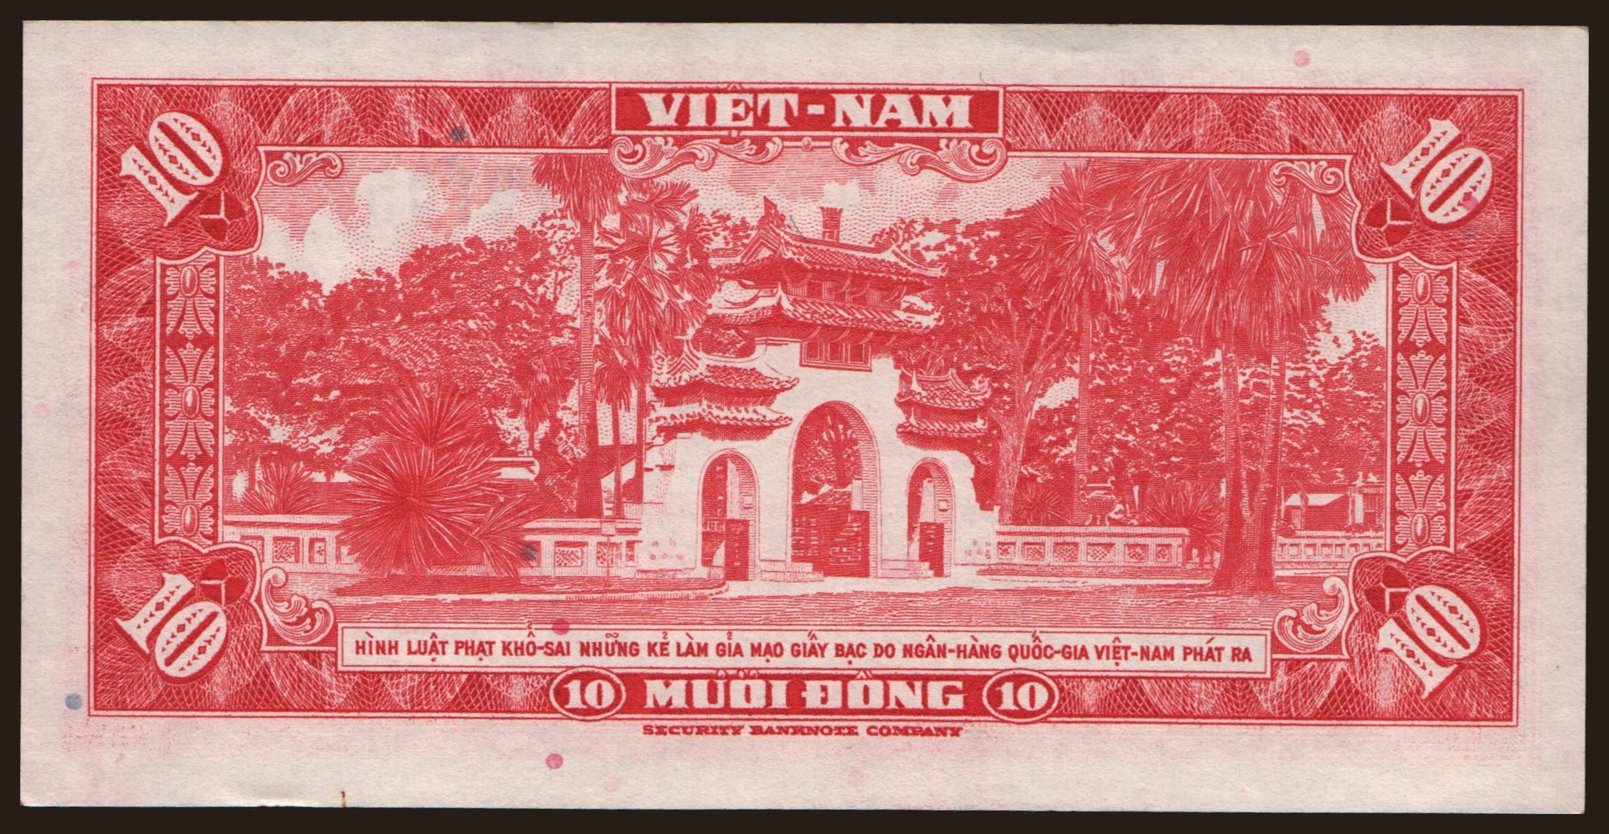 VIỆT-NAM
10
10
10
10
HÌNH LUẬT PHẠT KHỔ-SAI NHỮNG KẺ LÀM GIẢ MẠO GIẤY BẠC DO NGÂN-HÀNG QUỐC-GIA VIỆT-NAM PHÁT RA
10 MƯỜI ĐỒNG 10
SECURITY BANKNOTE COMPANY